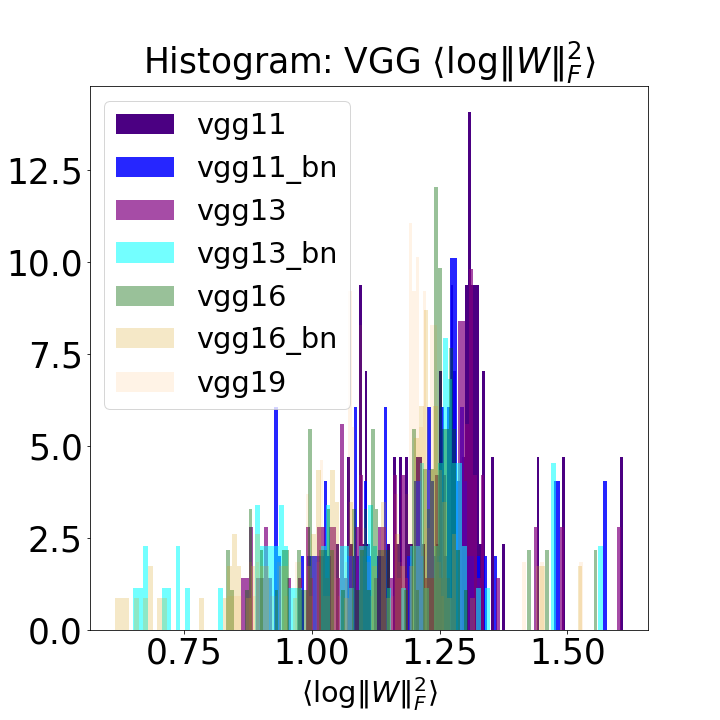 Histogram: VGG ⟨log‖W‖²_F⟩
12.5
10.0
7.5
5.0
2.5
0.0
vgg11
vgg11_bn
vgg13
vgg13_bn
vgg16
vgg16_bn
vgg19
0.75 1.00 1.25 1.50
⟨log‖W‖²_F⟩